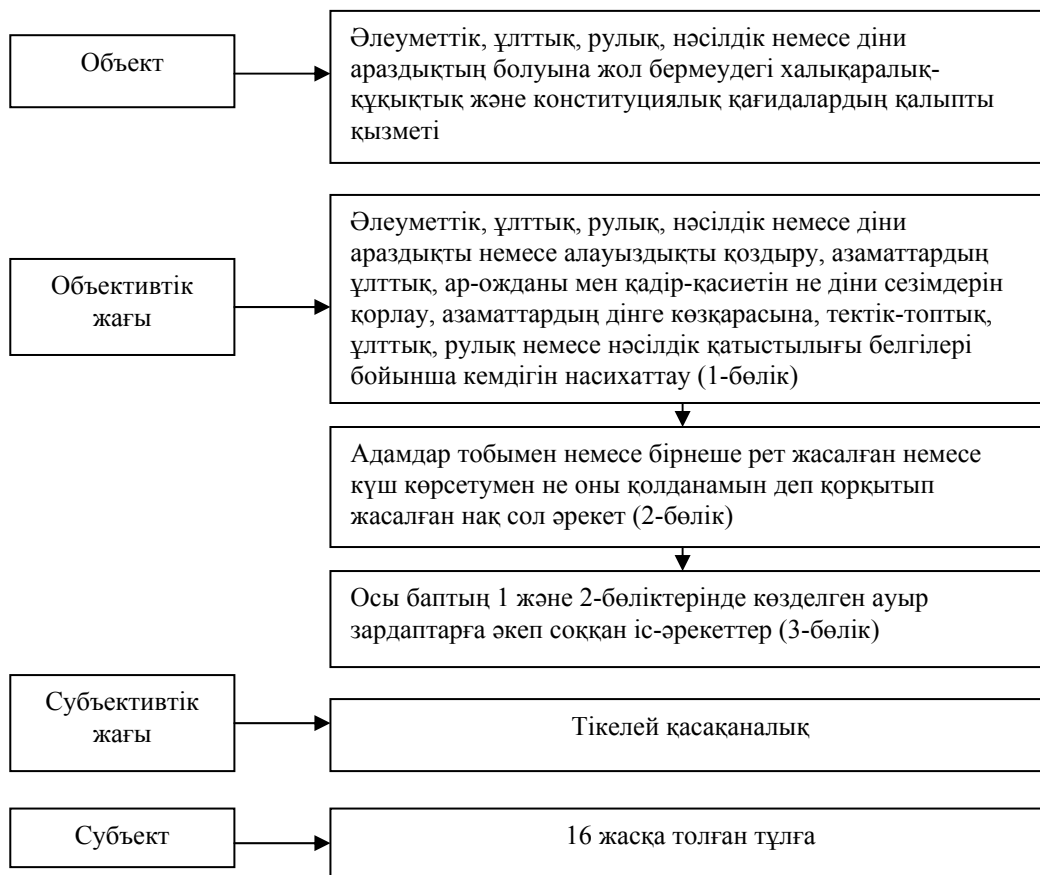 Объект
Әлеуметтік, ұлттық, рулық, нәсілдік немесе діни
араздықтың болуына жол бермеудегі халықаралық-
құқықтық және конституциялық қағидалардың қалыпты
қызметі
Объективтік
жағы
Әлеуметтік, ұлттық, рулық, нәсілдік немесе діни
араздықты немесе алауыздықты қоздыру, азаматтардың
ұлттық, ар-ожданы мен қадір-қасиетін не діни сезімдерін
қорлау, азаматтардың дінге көзқарасына, тектік-топтық,
ұлттық, рулық немесе нәсілдік қатыстылығы белгілері
бойынша кемдігін насихаттау (1-бөлік)
Адамдар тобымен немесе бірнеше рет жасалған немесе
күш көрсетумен не оны қолданамын деп қорқытып
жасалған нақ сол әрекет (2-бөлік)
Осы баптың 1 және 2-бөліктерінде көзделген ауыр
зардаптарға әкеп соққан іс-әрекеттер (3-бөлік)
Субъективтік
жағы
Тікелей қасақаналық
Субъект
16 жасқа толған тұлға